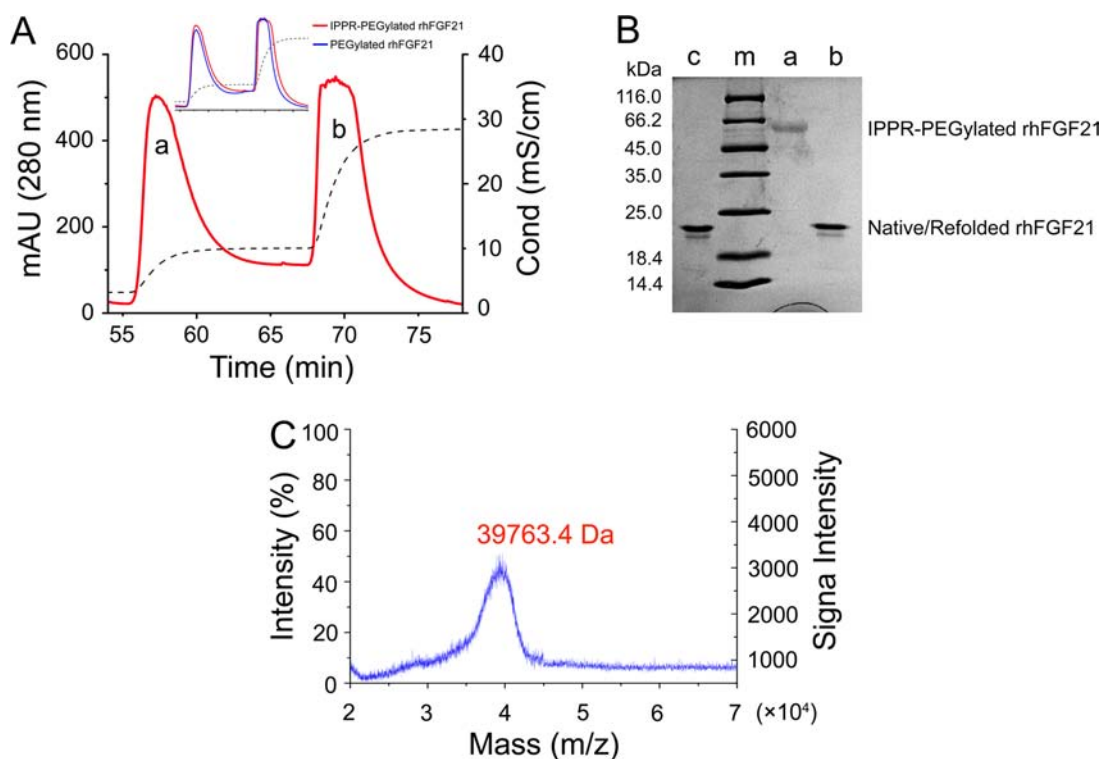 A
IPPR-PEGylated rhFGF21
PEGylated rhFGF21
600
400
200
0
mAU (280 nm)
a
b
40
30
20
10
0
Cond (mS/cm)
55
60
65
70
75
Time (min)
B
c m a b
kDa
116.0
66.2
45.0
35.0
25.0
18.4
14.4
IPPR-PEGylated rhFGF21
Native/Refolded rhFGF21
C
100
80
60
40
20
0
Intensity (%)
39763.4 Da
6000
5000
4000
3000
2000
1000
Signa Intensity
2 3 4 5 6 7 (×10⁴)
Mass (m/z)